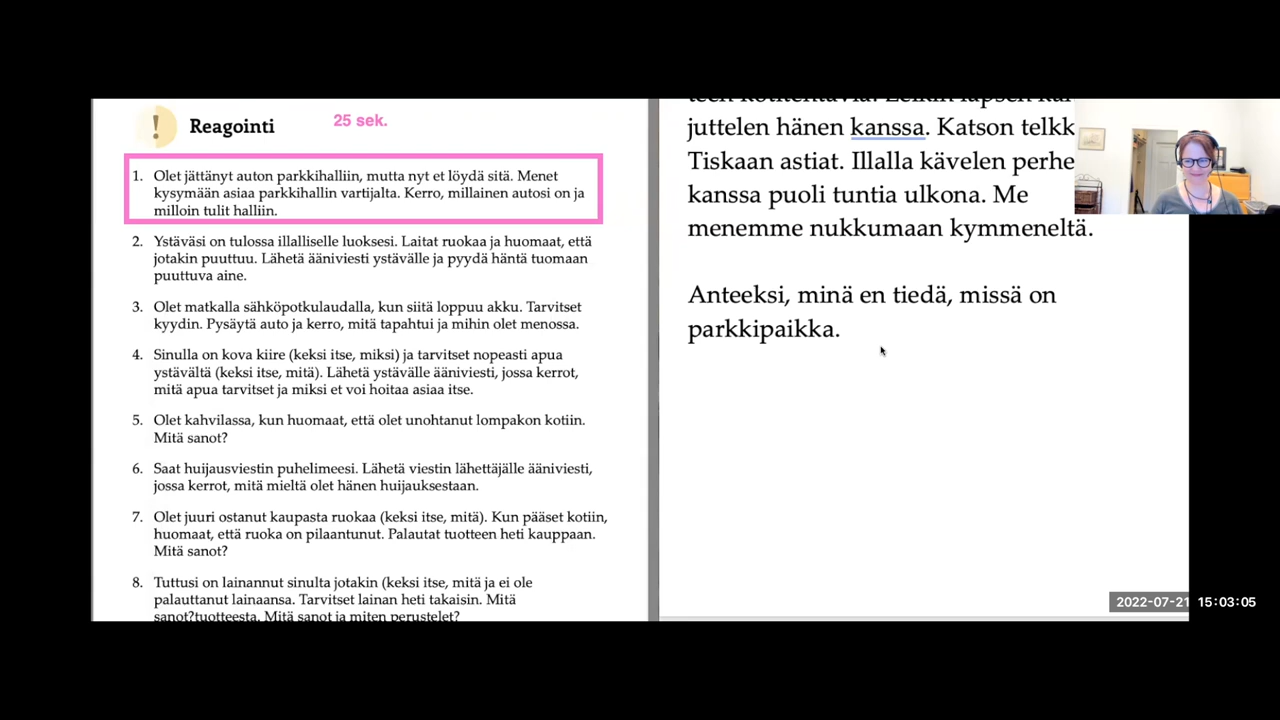 ! Reagointi
25 sek.
1. Olet jättänyt auton parkkihalliin, mutta nyt et löydä sitä. Menet
kysymään asiaa parkkihallin vartijalta. Kerro, millainen autosi on ja
milloin tulit halliin.
2. Ystäväsi on tulossa illalliselle luoksesi. Laitat ruokaa ja huomaat, että
jotakin puuttuu. Lähetä ääniviesti ystävälle ja pyydä häntä tuomaan
puuttuva aine.
3. Olet matkalla sähköpotkulaudalla, kun siitä loppuu akku. Tarvitset
kyydin. Pysäytä auto ja kerro, mitä tapahtui ja mihin olet menossa.
4. Sinulla on kova kiire (keksi itse, miksi) ja tarvitset nopeasti apua
ystävältä (keksi itse, mitä). Lähetä ystävälle ääniviesti, jossa kerrot,
mitä apua tarvitset ja miksi et voi hoitaa asiaa itse.
5. Olet kahvilassa, kun huomaat, että olet unohtanut lompakon kotiin.
Mitä sanot?
6. Saat huijausviestin puhelimeesi. Lähetä viestin lähettäjälle ääniviesti,
jossa kerrot, mitä mieltä olet hänen huijauksestaan.
7. Olet juuri ostanut kaupasta ruokaa (keksi itse, mitä). Kun pääset kotiin,
huomaat, että ruoka on pilaantunut. Palautat tuotteen heti kauppaan.
Mitä sanot?
8. Tuttusi on lainannut sinulta jotakin (keksi itse, mitä ja ei ole
palauttanut lainaansa. Tarvitset lainan heti takaisin. Mitä
sanot?tuotteesta. Mitä sanot ja miten perustelet?
juttelen hänen kanssa. Katson telkk
Tiskaan astiat. Illalla kävelen perhe
kanssa puoli tuntia ulkona. Me
menemme nukkumaan kymmeneltä.
Anteeksi, minä en tiedä, missä on
parkkipaikka.
2022-07-21 15:03:05